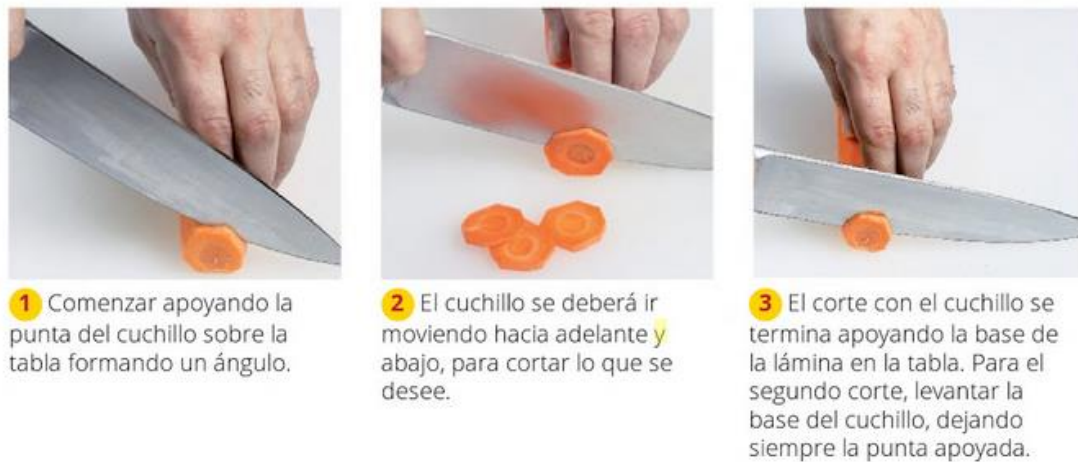 1 Comenzar apoyando la
punta del cuchillo sobre la
tabla formando un ángulo.
2 El cuchillo se deberá ir
moviendo hacia adelante y
abajo, para cortar lo que se
desee.
3 El corte con el cuchillo se
termina apoyando la base de
la lámina en la tabla. Para el
segundo corte, levantar la
base del cuchillo, dejando
siempre la punta apoyada.